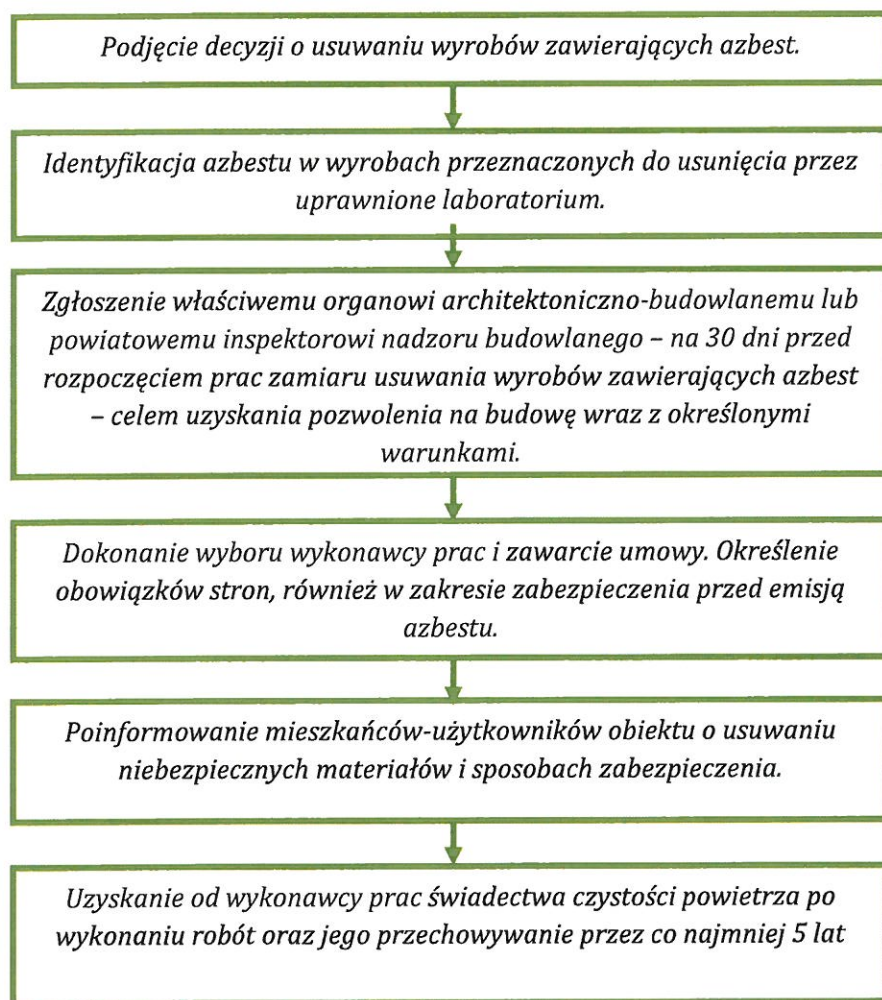 Podjęcie decyzji o usuwaniu wyrobów zawierających azbest.
Identyfikacja azbestu w wyrobach przeznaczonych do usunięcia przez
uprawnione laboratorium.
Zgłoszenie właściwemu organowi architektoniczno-budowlanemu lub
powiatowemu inspektorowi nadzoru budowlanego – na 30 dni przed
rozpoczęciem prac zamiaru usuwania wyrobów zawierających azbest
– celem uzyskania pozwolenia na budowę wraz z określonymi
warunkami.
Dokonanie wyboru wykonawcy prac i zawarcie umowy. Określenie
obowiązków stron, również w zakresie zabezpieczenia przed emisją
azbestu.
Poinformowanie mieszkańców-użytkowników obiektu o usuwaniu
niebezpiecznych materiałów i sposobach zabezpieczenia.
Uzyskanie od wykonawcy prac świadectwa czystości powietrza po
wykonaniu robót oraz jego przechowywanie przez co najmniej 5 lat